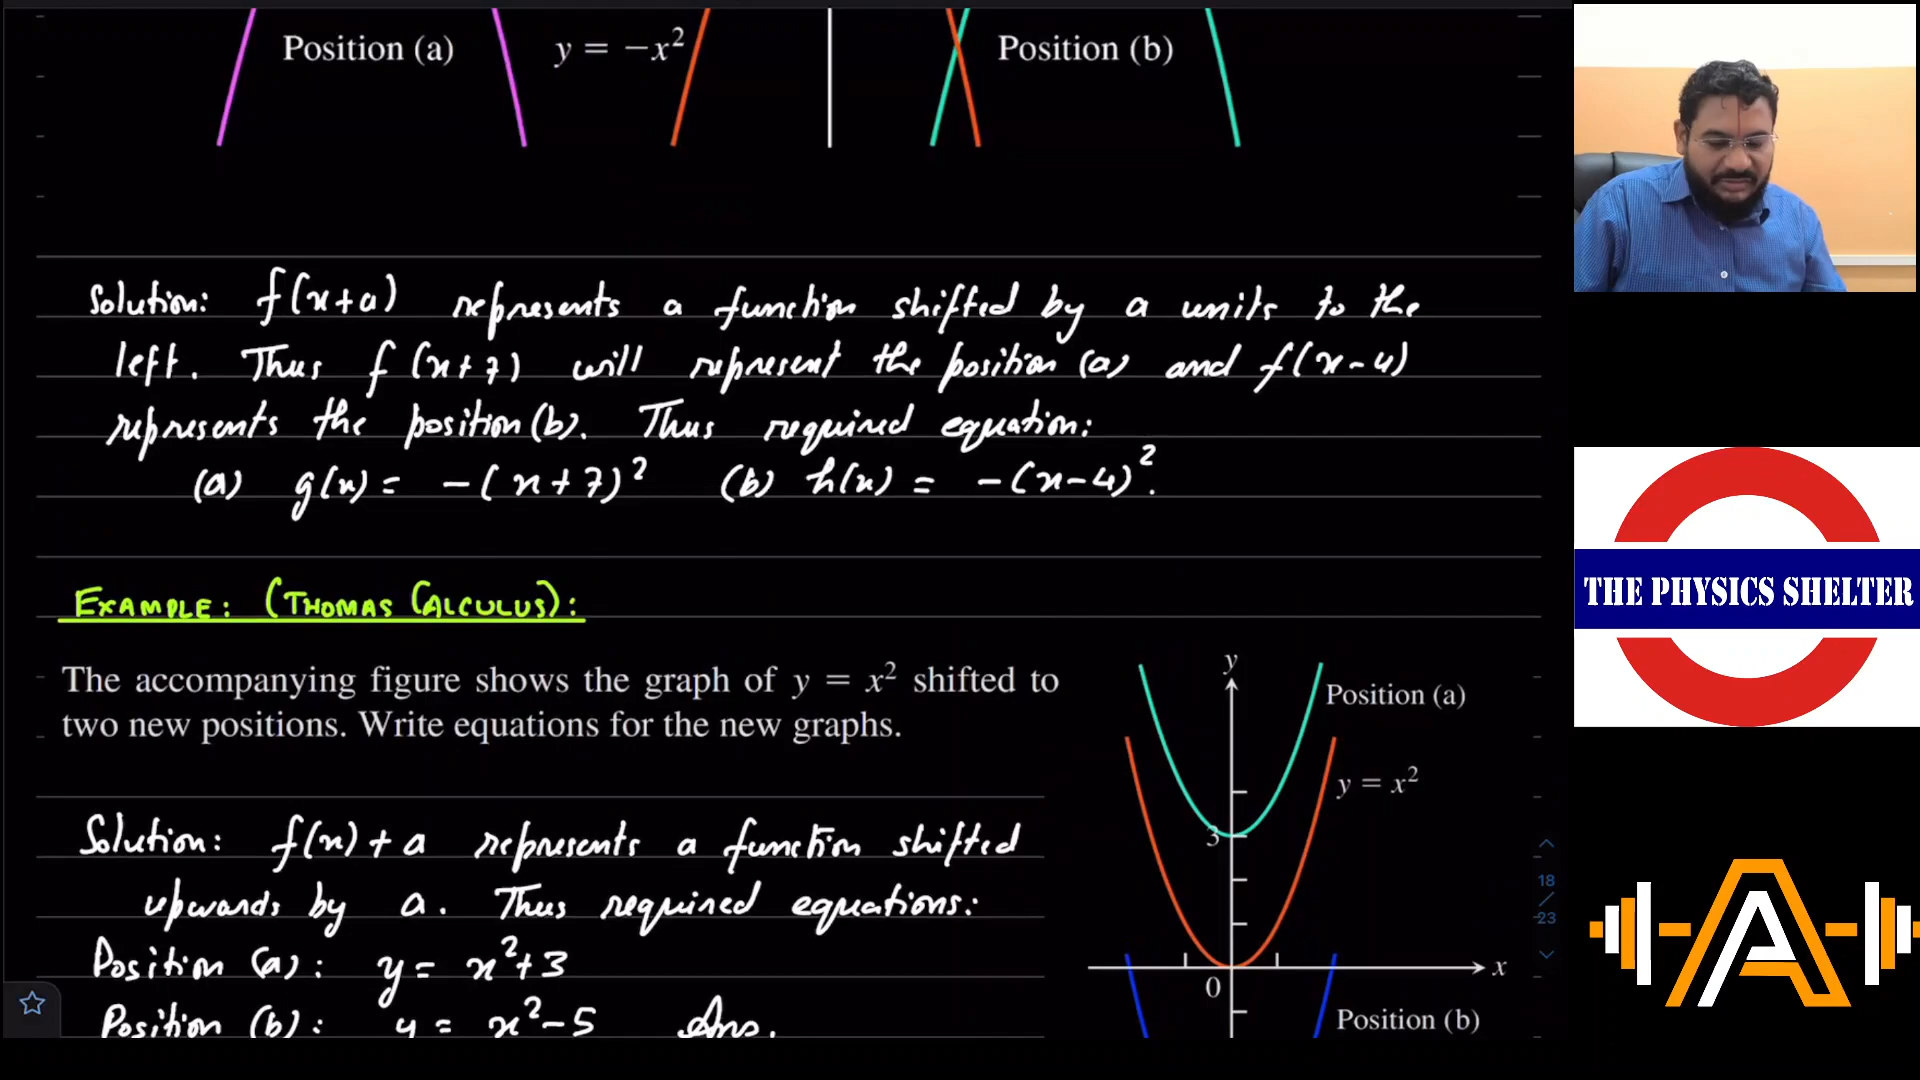 Position (a) y = −x² Position (b)
Solution: f(x+a) represents a function shifted by a units to the
left. Thus f(x+7) will represent the position (a) and f(x-4)
represents the position (b). Thus required equation:
(a) g(x) = -(x+7)² (b) h(x) = -(x-4)².
EXAMPLE: (THOMAS CALCULUS):
The accompanying figure shows the graph of y = x² shifted to
two new positions. Write equations for the new graphs.
Solution: f(x) + a represents a function shifted
upwards by a. Thus required equations:
Position (a): y = x²+3
Position (b): y = x²-5 Ans.
y
Position (a)
y = x²
3
x
0
Position (b)
18
/
23
THE PHYSICS SHELTER
A